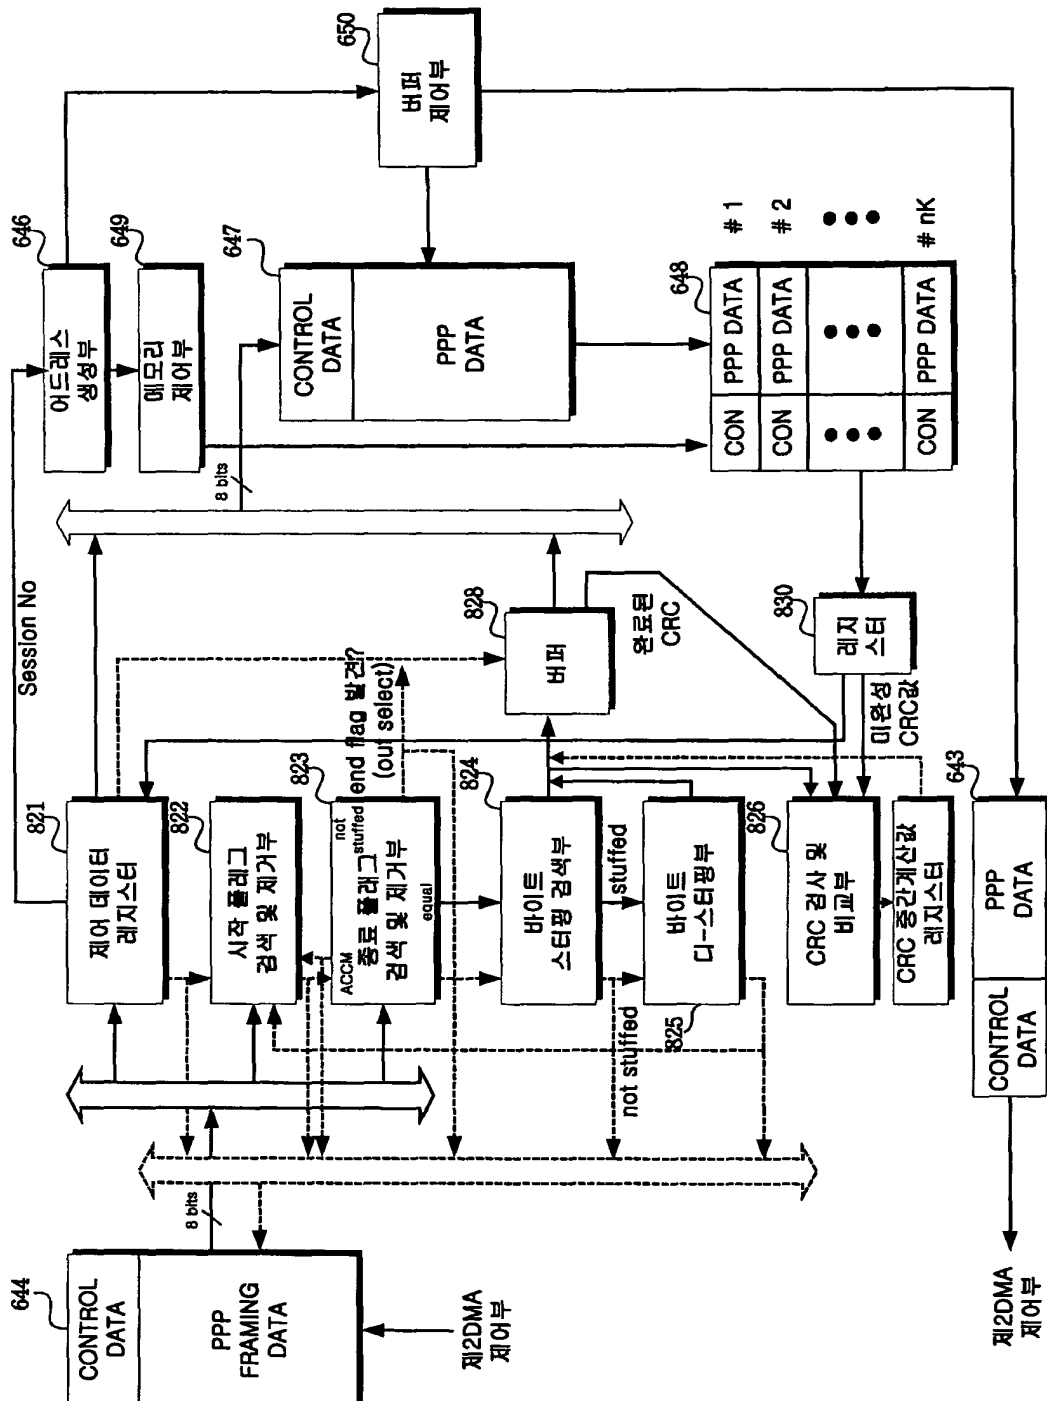 644
CONTROL
DATA
PPP
FRAMING
DATA
제2DMA
제어부
8 bits
Session No
821
제어 데이터
레지스터
822
시작 플래그
검색 및 제거부
823
ACCM
not
stuffed
종료 플래그
검색 및 제거부
equal
end flag 발견?
(out select)
824
바이트
스터핑 검색부
stuffed
not stuffed
바이트
디-스터핑부
825
826
CRC 검사 및
비교부
CRC 중간계산값
레지스터
828
버퍼
완료된
CRC
830
레지
스터
미완성
CRC값
8 bits
646
어드레스
생성부
649
메모리
제어부
647
CONTROL
DATA
PPP
DATA
650
버퍼
제어부
648
CON PPP DATA # 1
CON PPP DATA # 2
CON PPP DATA # nK
643
CONTROL
DATA
PPP
DATA
제2DMA
제어부